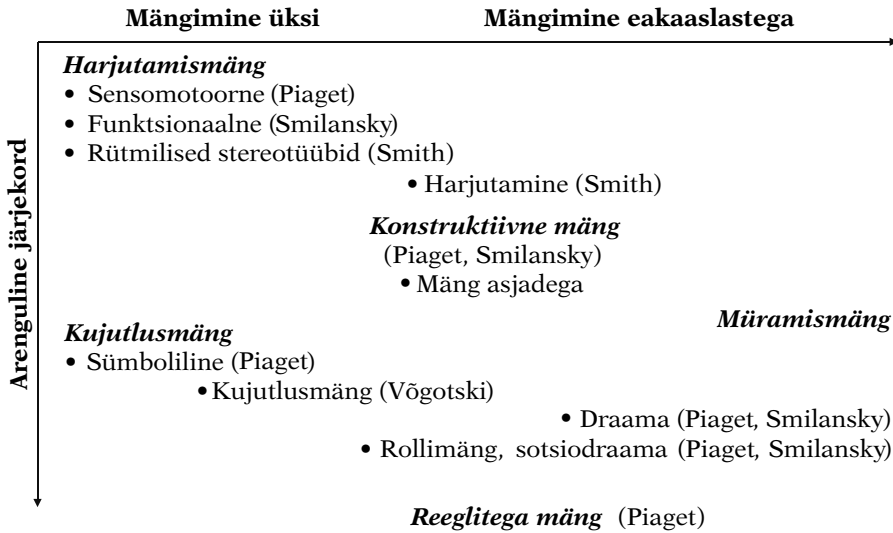 Mängimine üksi
Mängimine eakaaslastega
Arenguline järjekord
Harjutamismäng
• Sensomotoorne (Piaget)
• Funktsionaalne (Smilansky)
• Rütmilised stereotüübid (Smith)
• Harjutamine (Smith)
Konstruktiivne mäng
(Piaget, Smilansky)
• Mäng asjadega
Müramismäng
Kujutlusmäng
• Sümboliline (Piaget)
• Kujutlusmäng (Võgotski)
• Draama (Piaget, Smilansky)
• Rollimäng, sotsiodraama (Piaget, Smilansky)
Reeglitega mäng (Piaget)